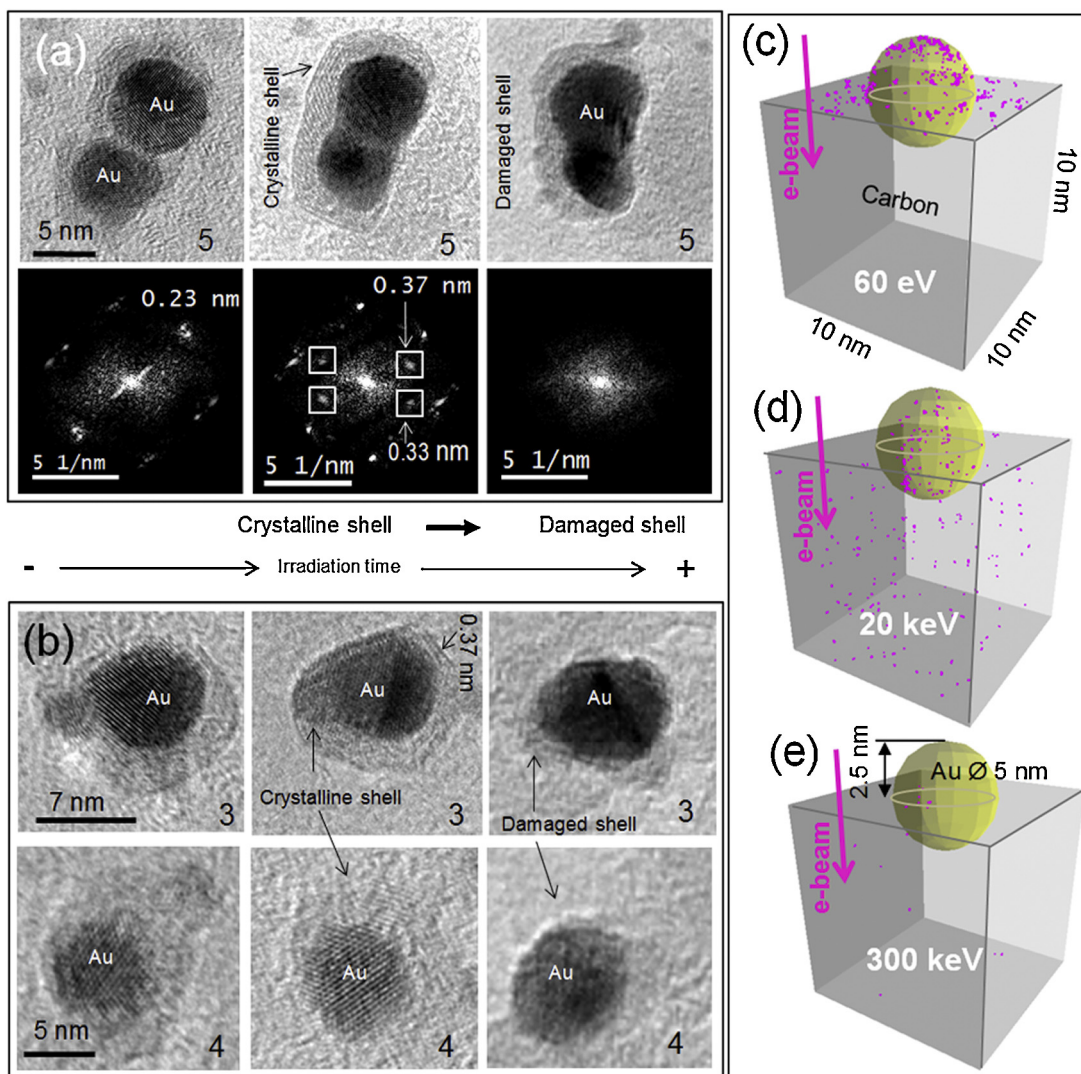 (a)
Au
Au
5 nm
5
Crystalline shell
5
Damaged shell
Au
5
0.23 nm
5 1/nm
0.37 nm
0.33 nm
5 1/nm
5 1/nm
Crystalline shell → Damaged shell
- → Irradiation time → +
(b)
Au
7 nm
3
Au
0.37 nm
Crystalline shell
3
Au
Damaged shell
3
Au
5 nm
4
Au
4
Au
4
(c)
e-beam
Carbon
60 eV
10 nm
10 nm
10 nm
(d)
e-beam
20 keV
(e)
2.5 nm
Au Ø 5 nm
e-beam
300 keV